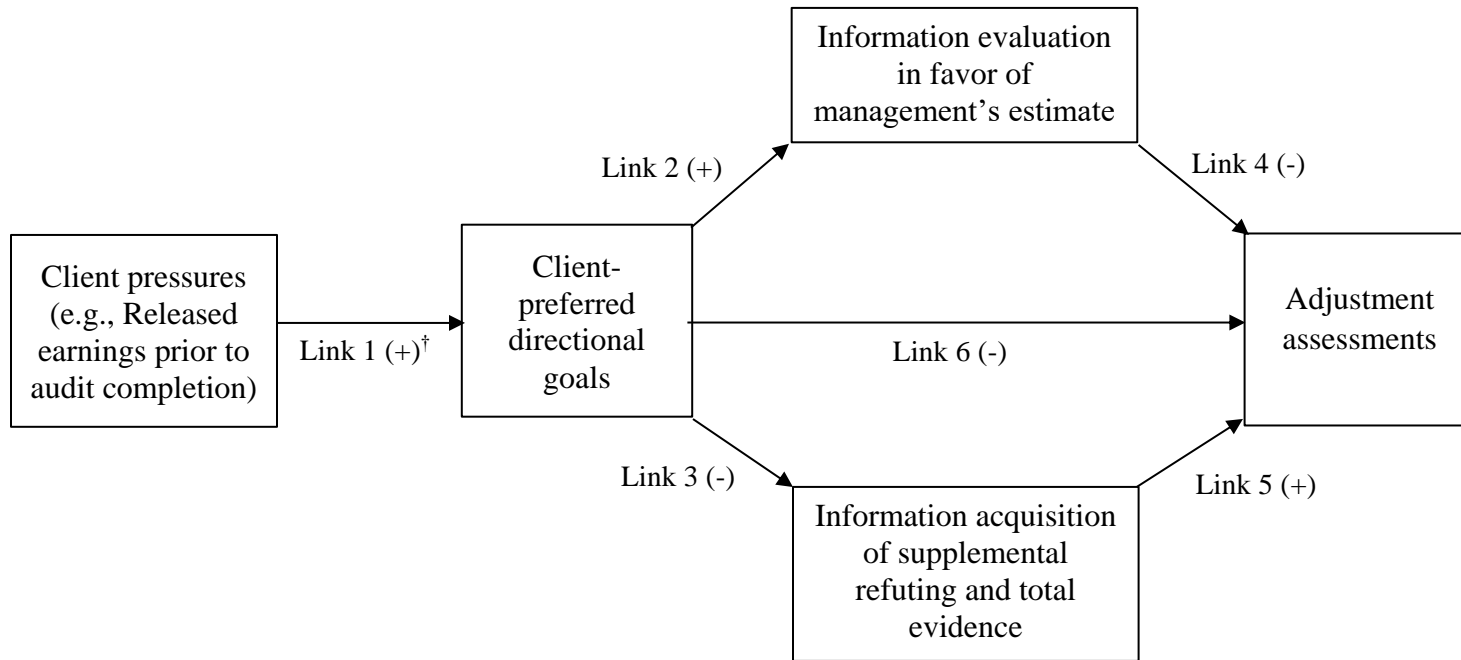 Information evaluation
in favor of
management’s estimate
Link 2 (+)
Link 4 (-)
Client pressures
(e.g., Released
earnings prior to
audit completion)
Link 1 (+)†
Client-
preferred
directional
goals
Link 6 (-)
Adjustment
assessments
Link 3 (-)
Link 5 (+)
Information acquisition
of supplemental
refuting and total
evidence